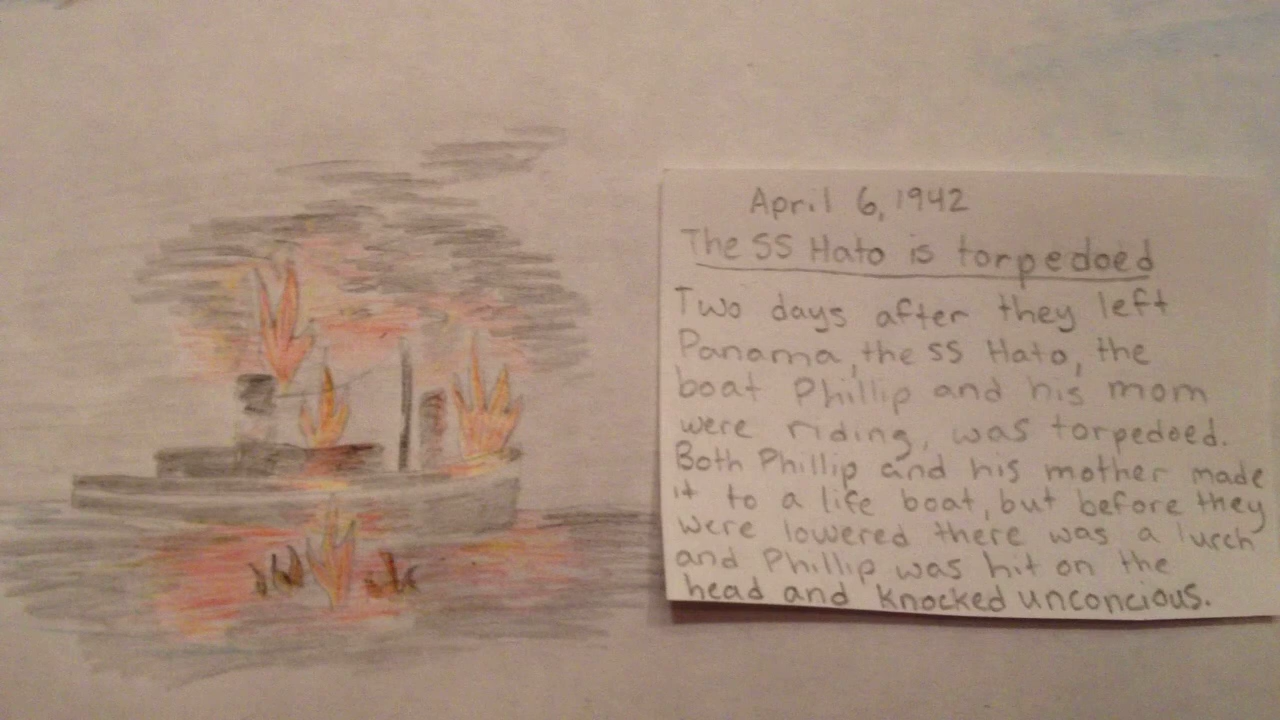 April 6, 1942
The SS Hato is torpedoed
Two days after they left
Panama, the SS Hato, the
boat Phillip and his mom
were riding, was torpedoed.
Both Phillip and his mother made
it to a life boat, but before they
were lowered there was a lurch
and Phillip was hit on the
head and knocked unconcious.